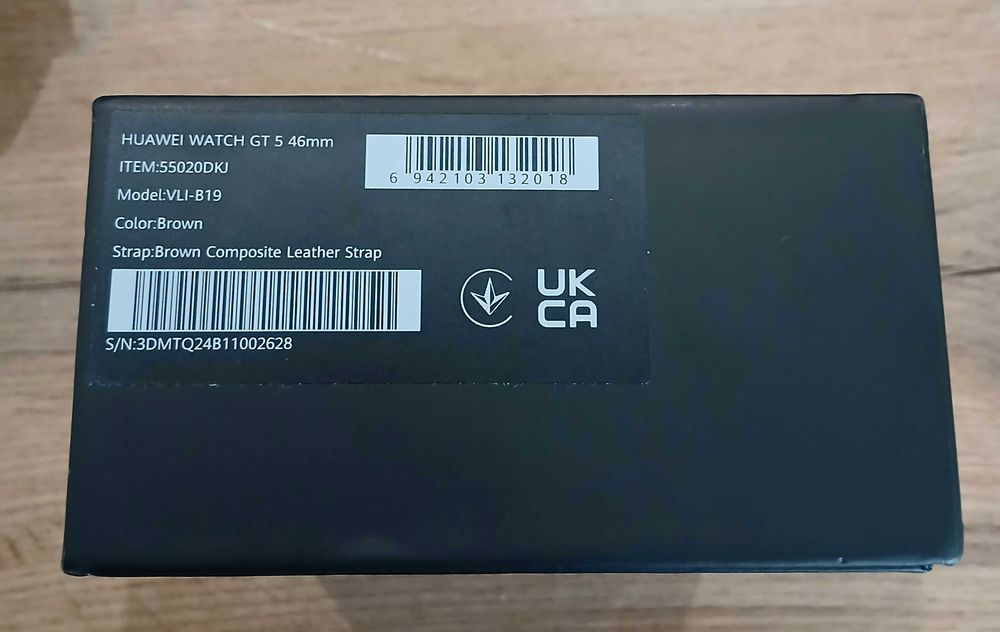 HUAWEI WATCH GT 5 46mm
ITEM:55020DKJ
Model:VLI-B19
Color:Brown
Strap:Brown Composite Leather Strap
S/N:3DMTQ24B11002628
6 942103 132018
UK
CA